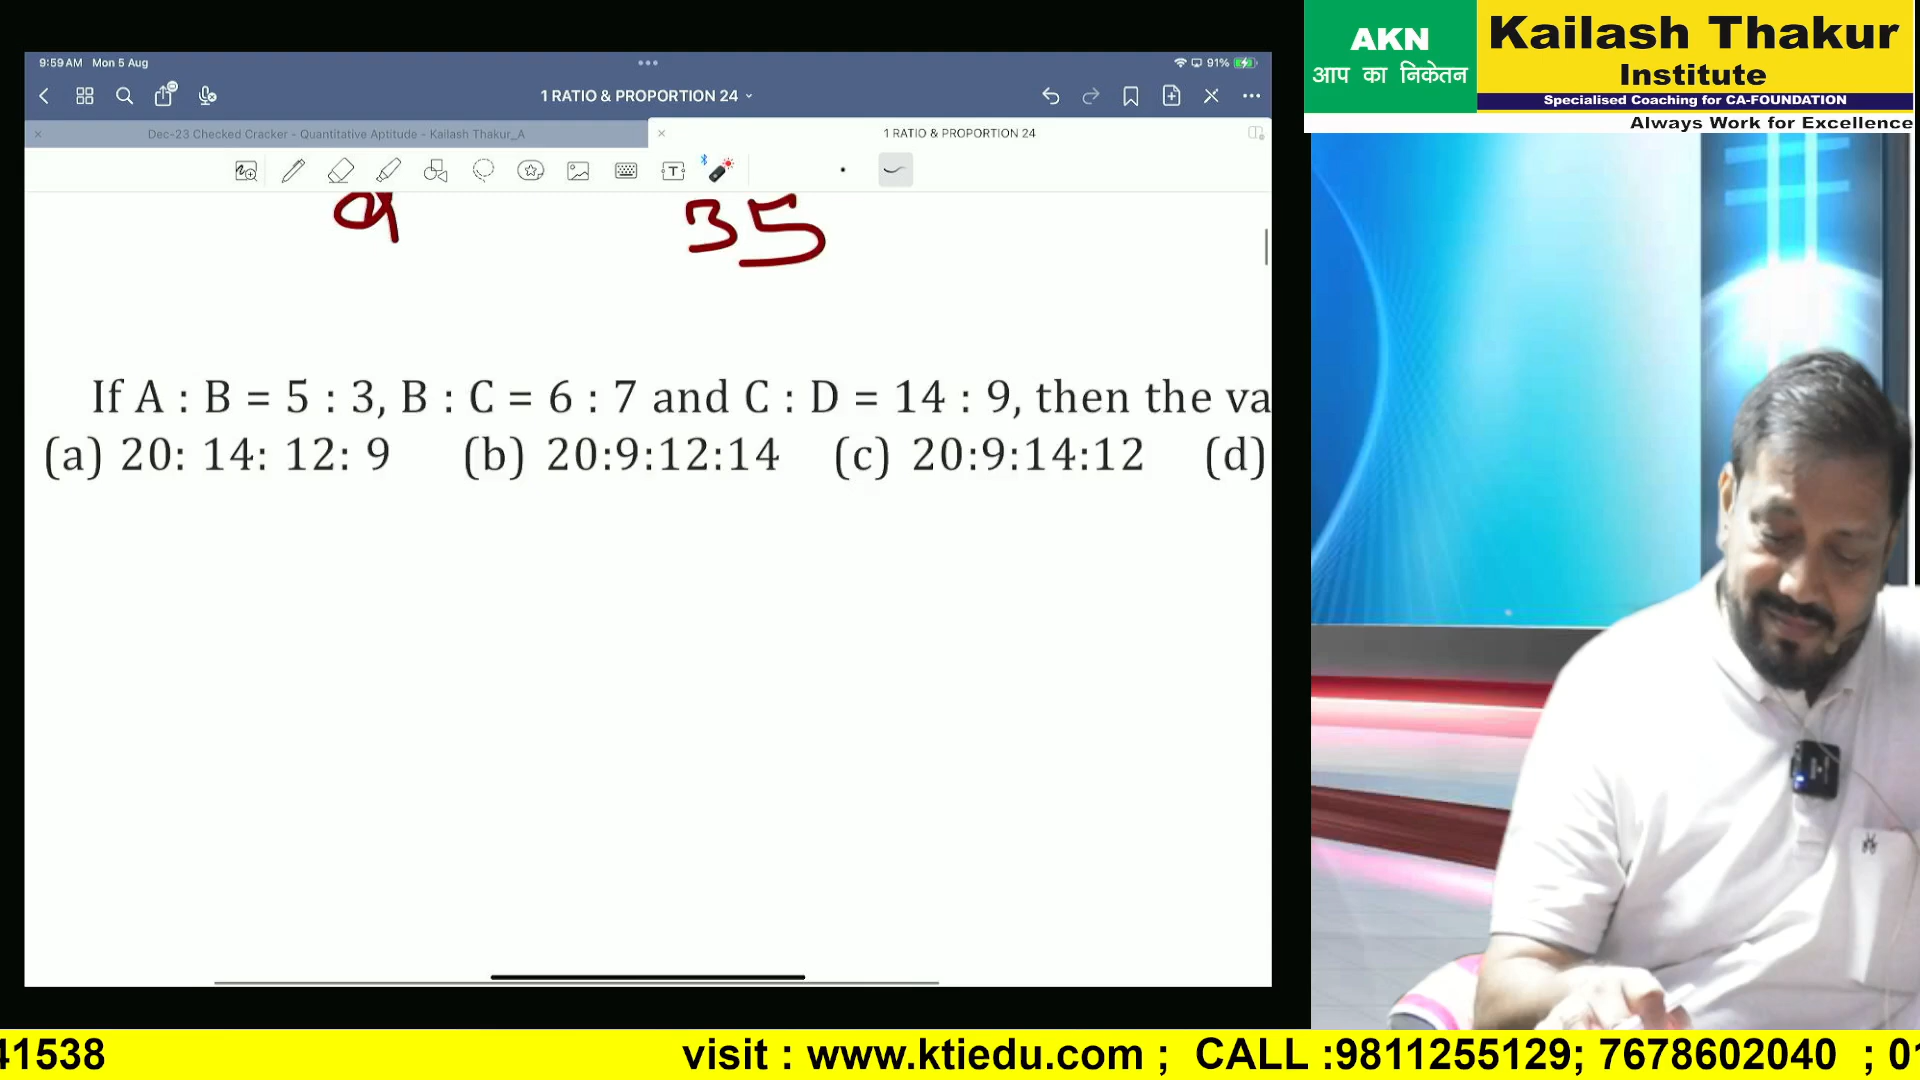 AKN
आप का निकेतन
Kailash Thakur
Institute
Specialised Coaching for CA-FOUNDATION
Always Work for Excellence
9:59 AM Mon 5 Aug
91%
1 RATIO & PROPORTION 24
Dec-23 Checked Cracker - Quantitative Aptitude - Kailash Thakur_A
1 RATIO & PROPORTION 24
35
If A : B = 5 : 3, B : C = 6 : 7 and C : D = 14 : 9, then the va
(a) 20: 14: 12: 9 (b) 20:9:12:14 (c) 20:9:14:12 (d)
41538 visit : www.ktiedu.com ; CALL :9811255129; 7678602040 ; 01